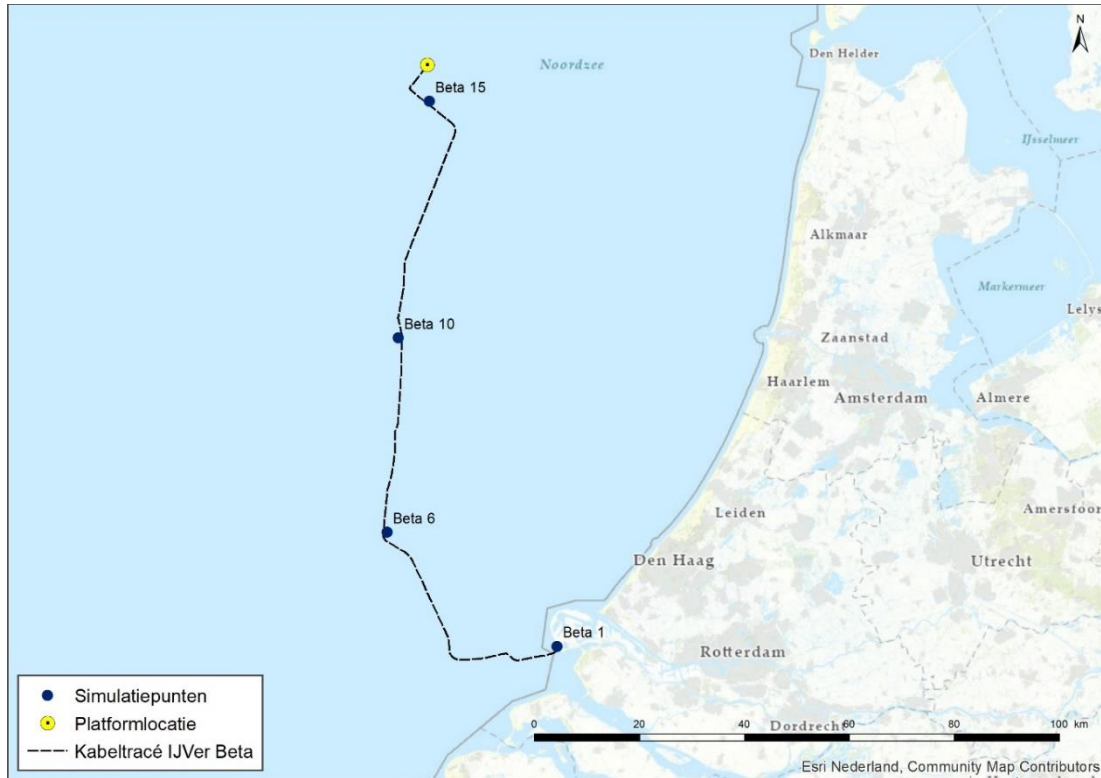 N
Den Helder
Noordzee
Beta 15
IJsselmeer
Alkmaar
Markermeer
Lelys
Beta 10
Zaanstad
Haarlem
Amsterdam
Almere
Leiden
Amersfoor
Beta 6
Den Haag
Utrecht
Beta 1
Rotterdam
Simulatiepunten
Platformlocatie
Kabeltracé IJVer Beta
Dordrecht
0 20 40 60 80 100 km
Esri Nederland, Community Map Contributors